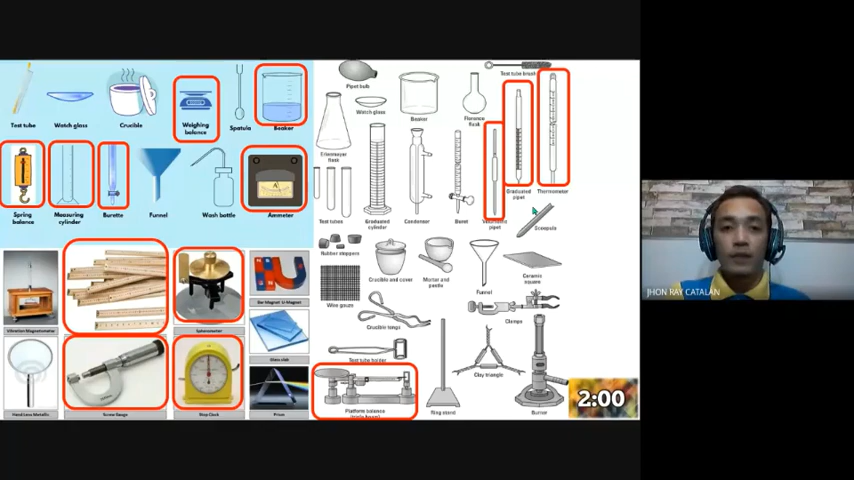 Test tube
Watch glass
Crucible
Weighing
balance
Spatula
Beaker
Spring
balance
Measuring
cylinder
Burette
Funnel
Wash bottle
Ammeter
A
Vibration Magnetometer
Spherometer
Bar Magnet U-Magnet
Glass slab
Screw Gauge
Stop Clock
Prism
Pipet bulb
Watch glass
Beaker
Florence
flask
Test tube brush
Erlenmeyer
flask
Test tubes
Graduated
cylinder
Condensor
Buret
pipet
Graduated
pipet
Thermometer
Scoopula
Rubber stoppers
Wire gauze
Crucible and cover
Mortar and
pestle
Funnel
Ceramic
square
Crucible tongs
Clamps
Test tube holder
Clay triangle
Platform balance
Ring stand
Burner
2:00
JHON RAY CATALAN